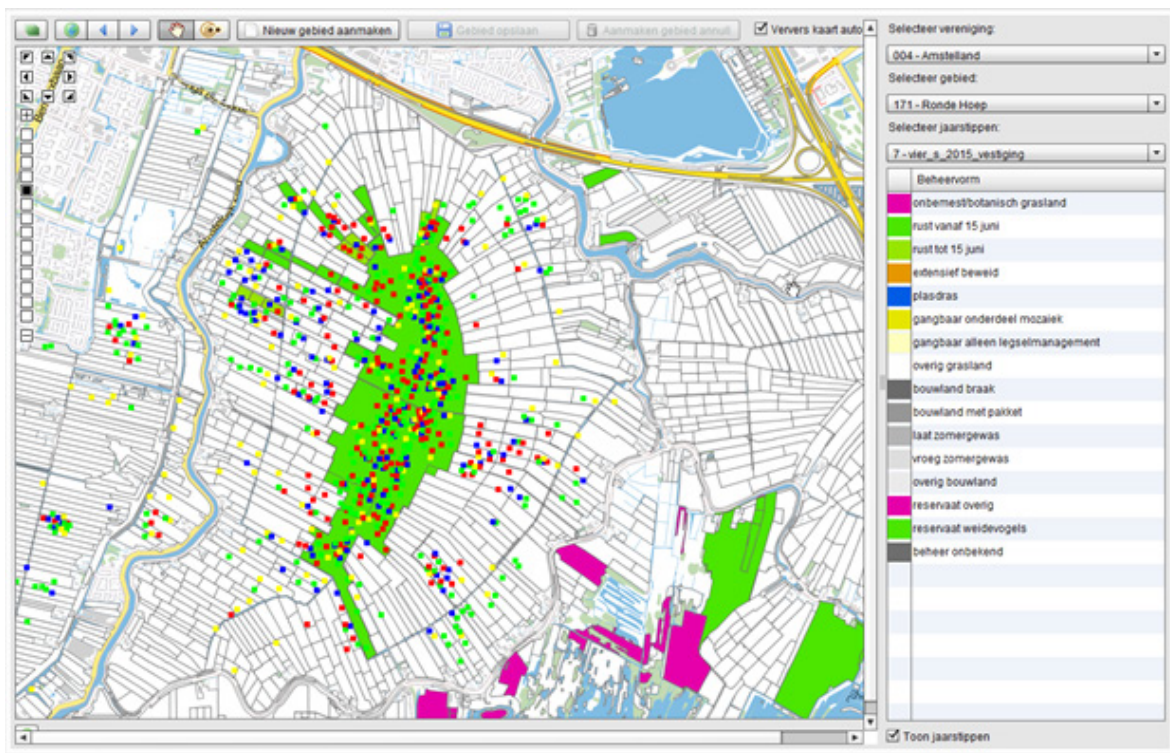 Nieuw gebied aanmaken
Gebied opslaan
Aanmaken gebied annul
Ververs kaart auto
Selecteer vereniging:
004 - Amstelland
Selecteer gebied:
171 - Ronde Hoep
Selecteer jaarstippen:
7 - vier_s_2015_vestiging
Beheervorm
onbemest/botanisch grasland
rust vanaf 15 juni
rust tot 15 juni
extensief beweid
plasdras
gangbaar onderdeel mozaiek
gangbaar alleen legselmanagement
overig grasland
bouwland braak
bouwland met pakket
laat zomergewas
vroeg zomergewas
overig bouwland
reservaat overig
reservaat weidevogels
beheer onbekend
Toon jaarstippen